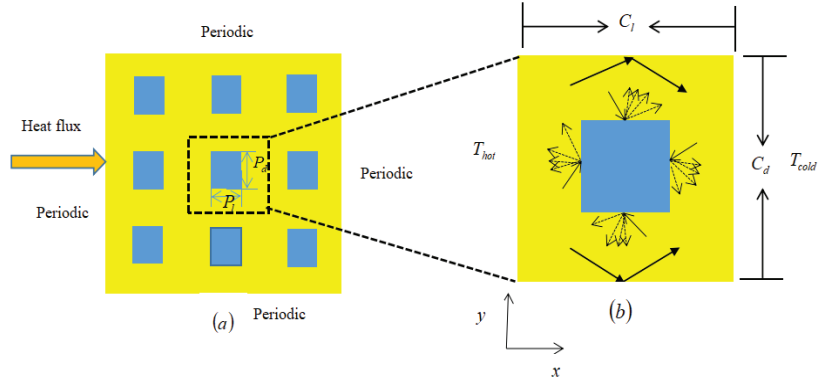 Periodic
Heat flux
P_d
P_l
Periodic
Periodic
Periodic
(a)
C_l
T_hot
C_d
T_cold
y
x
(b)